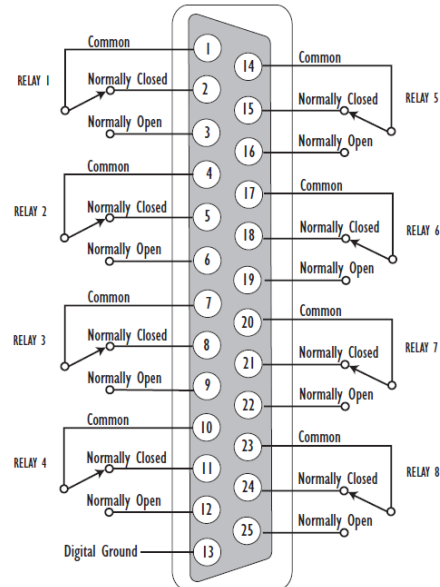 Common
1
RELAY 1
Normally Closed
2
Normally Open
3
Common
4
RELAY 2
Normally Closed
5
Normally Open
6
Common
7
RELAY 3
Normally Closed
8
Normally Open
9
Common
10
RELAY 4
Normally Closed
11
Normally Open
12
Digital Ground
13
14
Common
15
Normally Closed
RELAY 5
16
Normally Open
17
Common
18
Normally Closed
RELAY 6
19
Normally Open
20
Common
21
Normally Closed
RELAY 7
22
Normally Open
23
Common
24
Normally Closed
RELAY 8
25
Normally Open